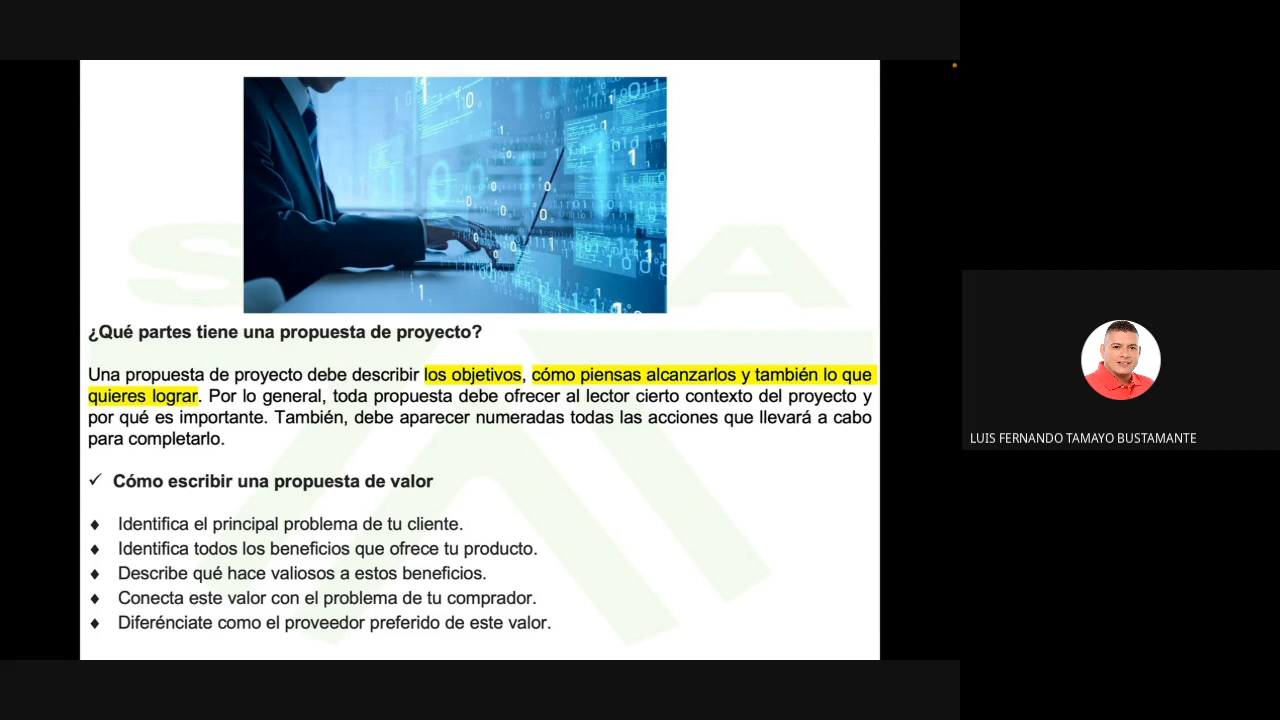 ¿Qué partes tiene una propuesta de proyecto?
Una propuesta de proyecto debe describir los objetivos, cómo piensas alcanzarlos y también lo que
quieres lograr. Por lo general, toda propuesta debe ofrecer al lector cierto contexto del proyecto y
por qué es importante. También, debe aparecer numeradas todas las acciones que llevará a cabo
para completarlo.
✓ Cómo escribir una propuesta de valor
♦ Identifica el principal problema de tu cliente.
♦ Identifica todos los beneficios que ofrece tu producto.
♦ Describe qué hace valiosos a estos beneficios.
♦ Conecta este valor con el problema de tu comprador.
♦ Diferénciate como el proveedor preferido de este valor.
LUIS FERNANDO TAMAYO BUSTAMANTE